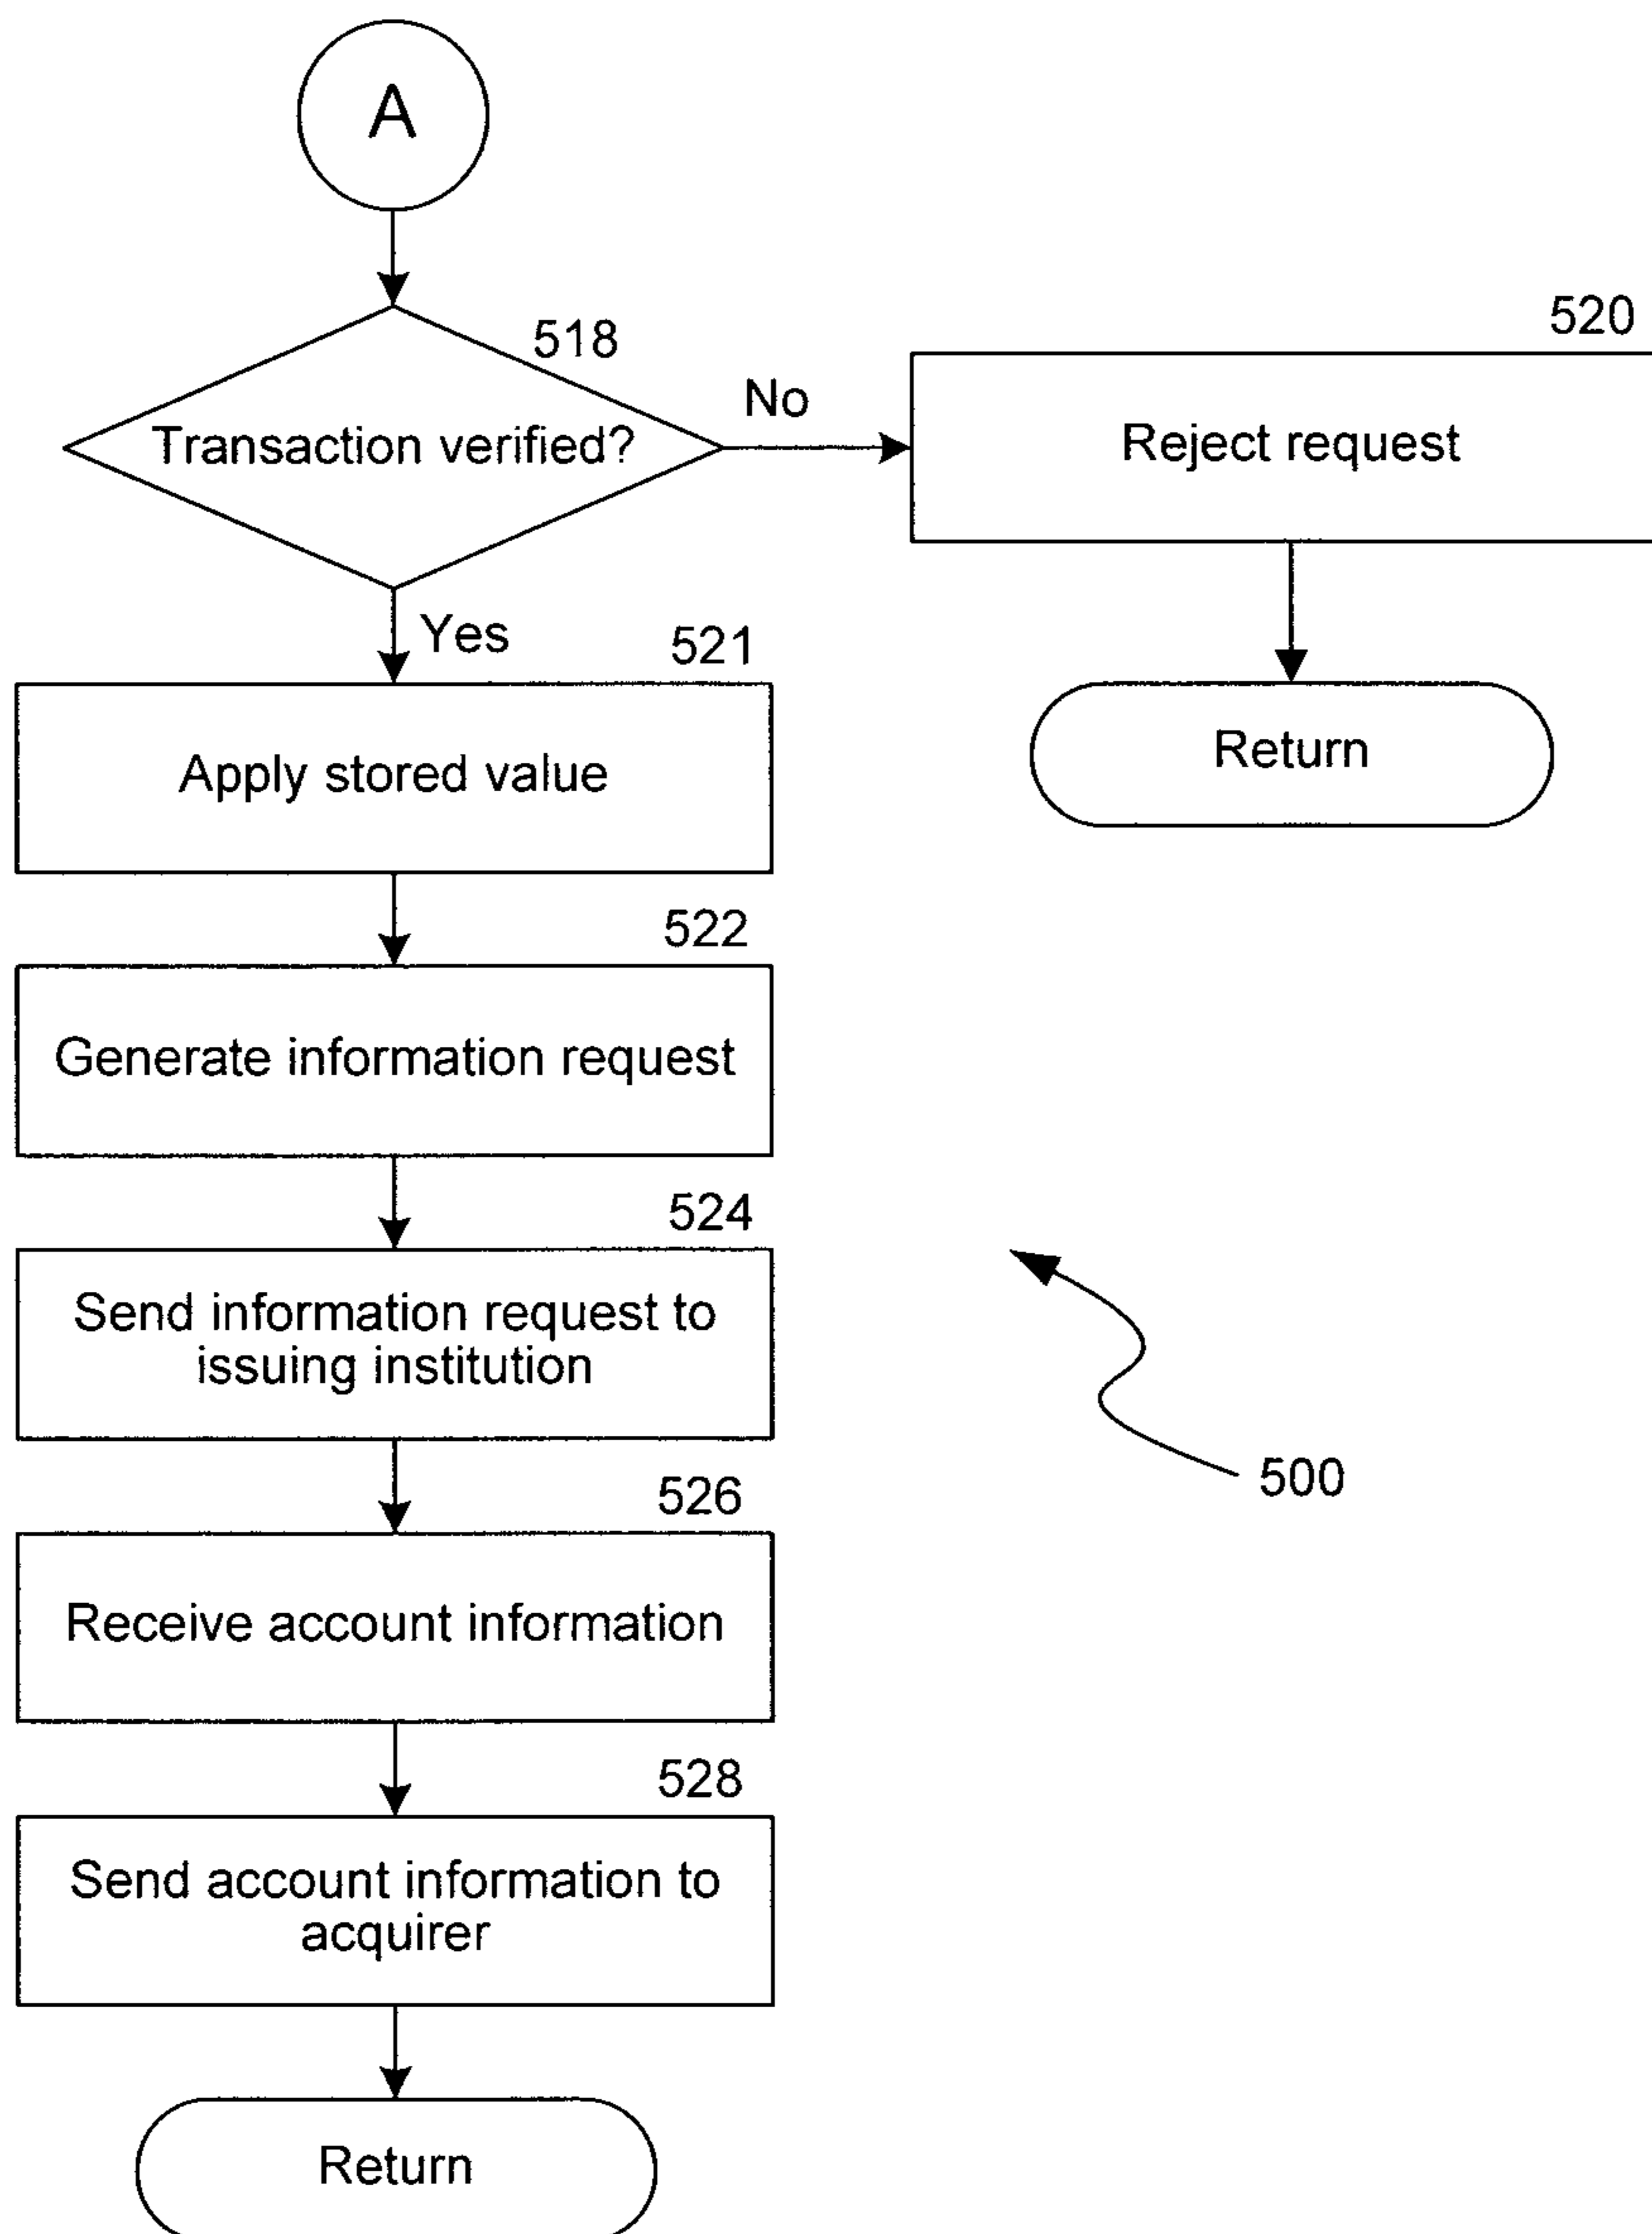 A
518
Transaction verified?
No
520
Reject request
Return
Yes
521
Apply stored value
522
Generate information request
524
Send information request to
issuing institution
526
Receive account information
500
528
Send account information to
acquirer
Return